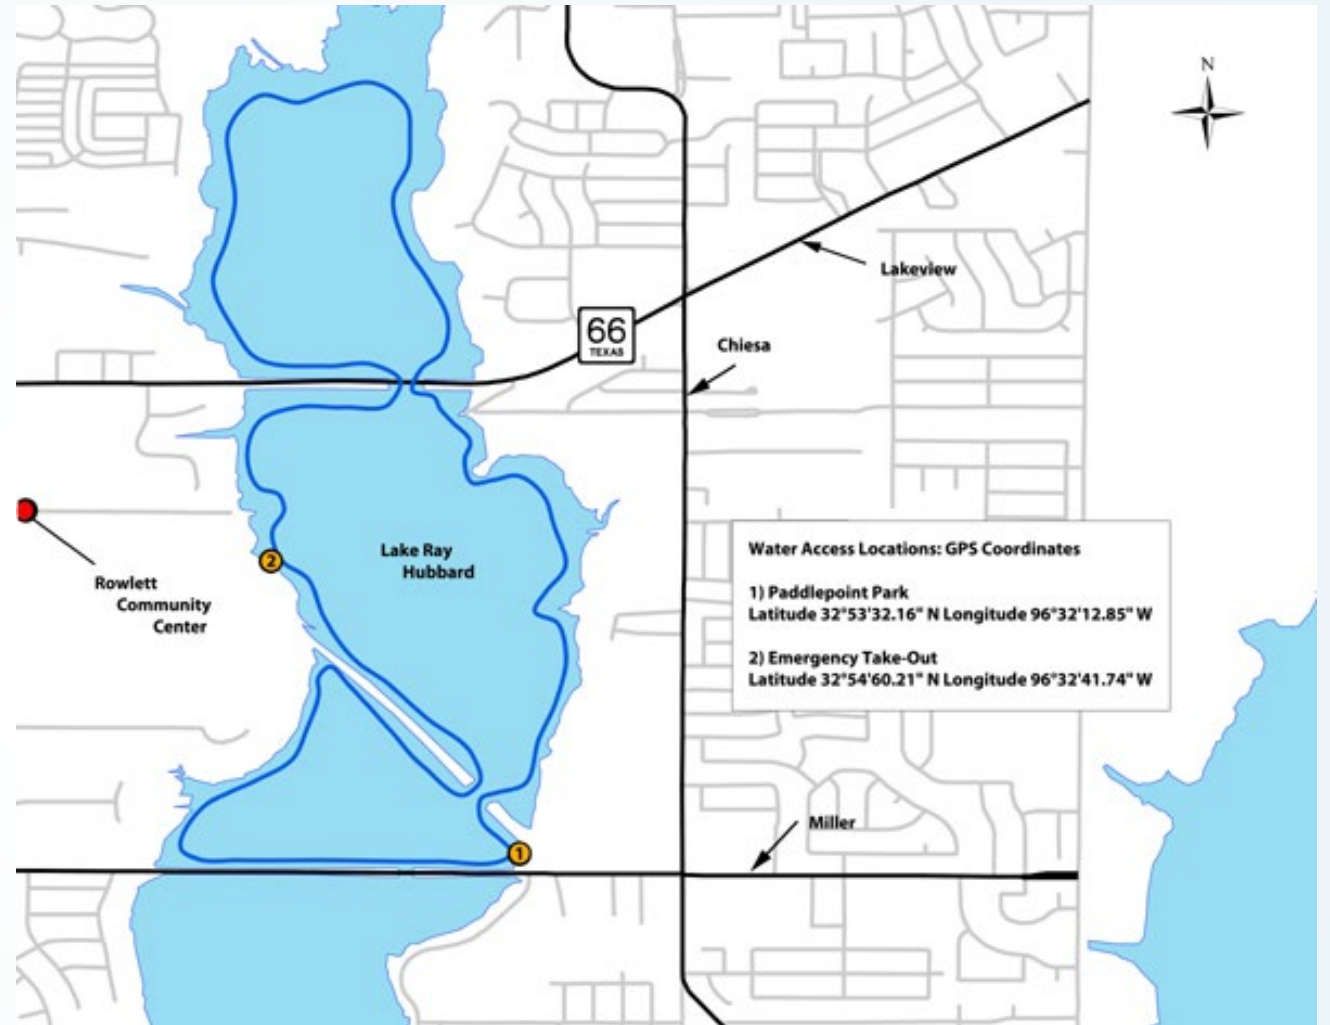 N
Lakeview
66
TEXAS
Chiesa
Rowlett
Community
Center
2
Lake Ray
Hubbard
Water Access Locations: GPS Coordinates
1) Paddlepoint Park
Latitude 32°53'32.16" N Longitude 96°32'12.85" W
2) Emergency Take-Out
Latitude 32°54'60.21" N Longitude 96°32'41.74" W
Miller
1